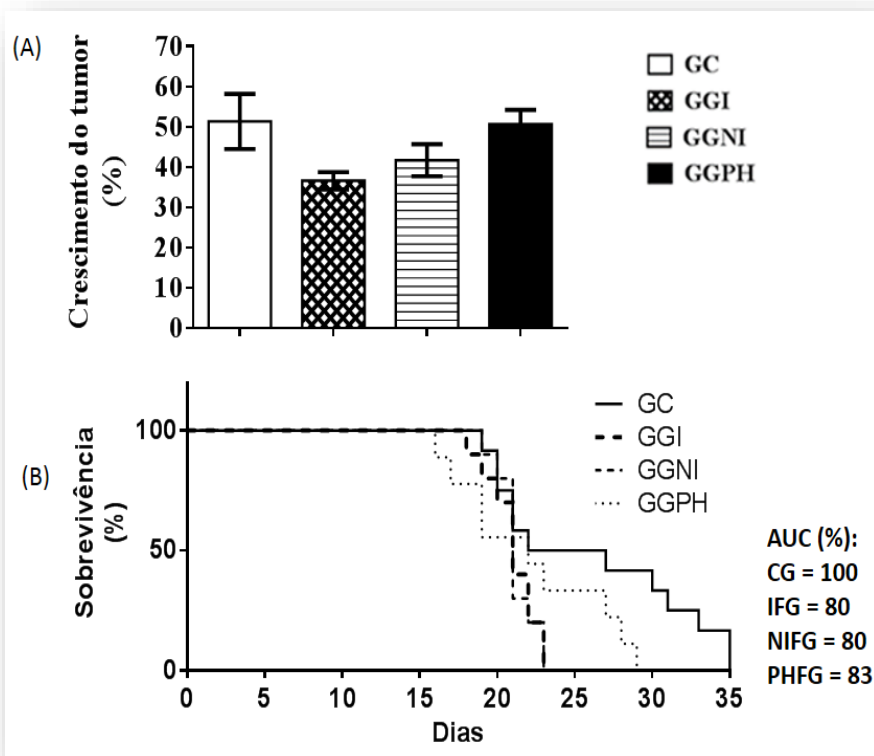 (A)
Crescimento do tumor
(%)
70
60
50
40
30
20
10
0
GC
GGI
GGNI
GGPH
(B)
Sobrevivência
(%)
100
50
0
0 5 10 15 20 25 30 35
Dias
GC
GGI
GGNI
GGPH
AUC (%):
CG = 100
IFG = 80
NIFG = 80
PHFG = 83